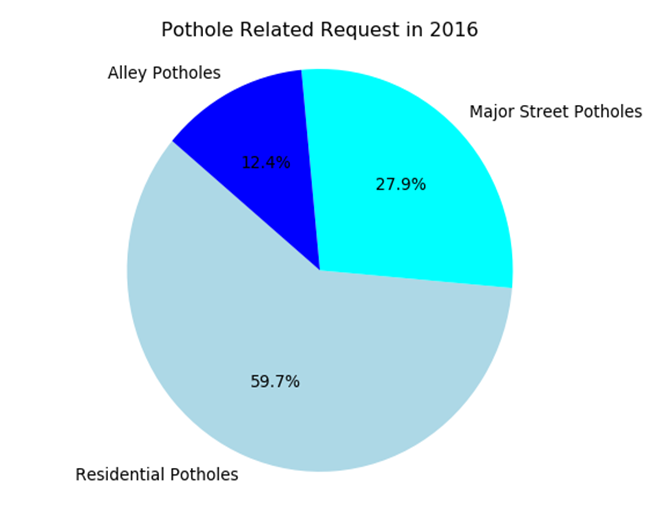 Pothole Related Request in 2016
Alley Potholes
Major Street Potholes
12.4%
27.9%
59.7%
Residential Potholes